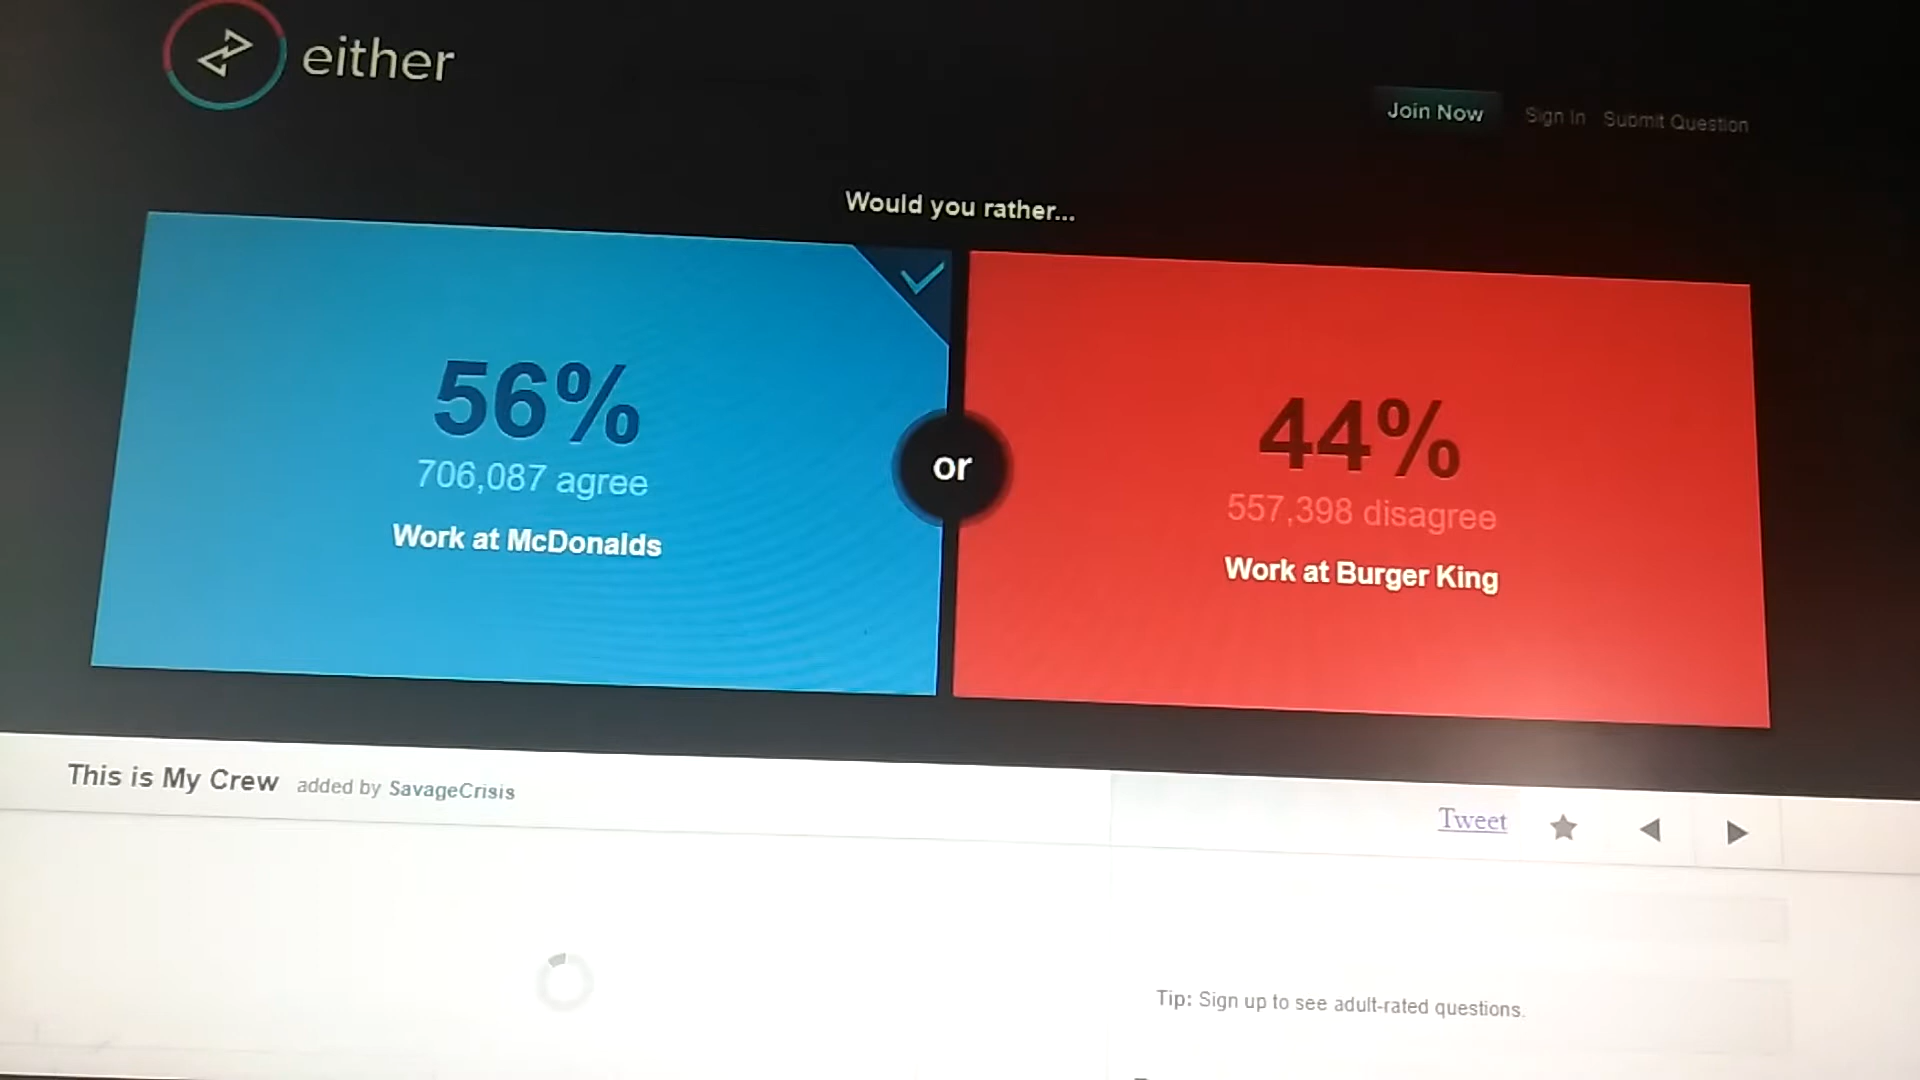 either
Join Now
Sign In
Submit Question
Would you rather...
56%
706,087 agree
Work at McDonalds
or
44%
557,398 disagree
Work at Burger King
This is My Crew added by SavageCrisis
Tweet
Tip: Sign up to see adult-rated questions.